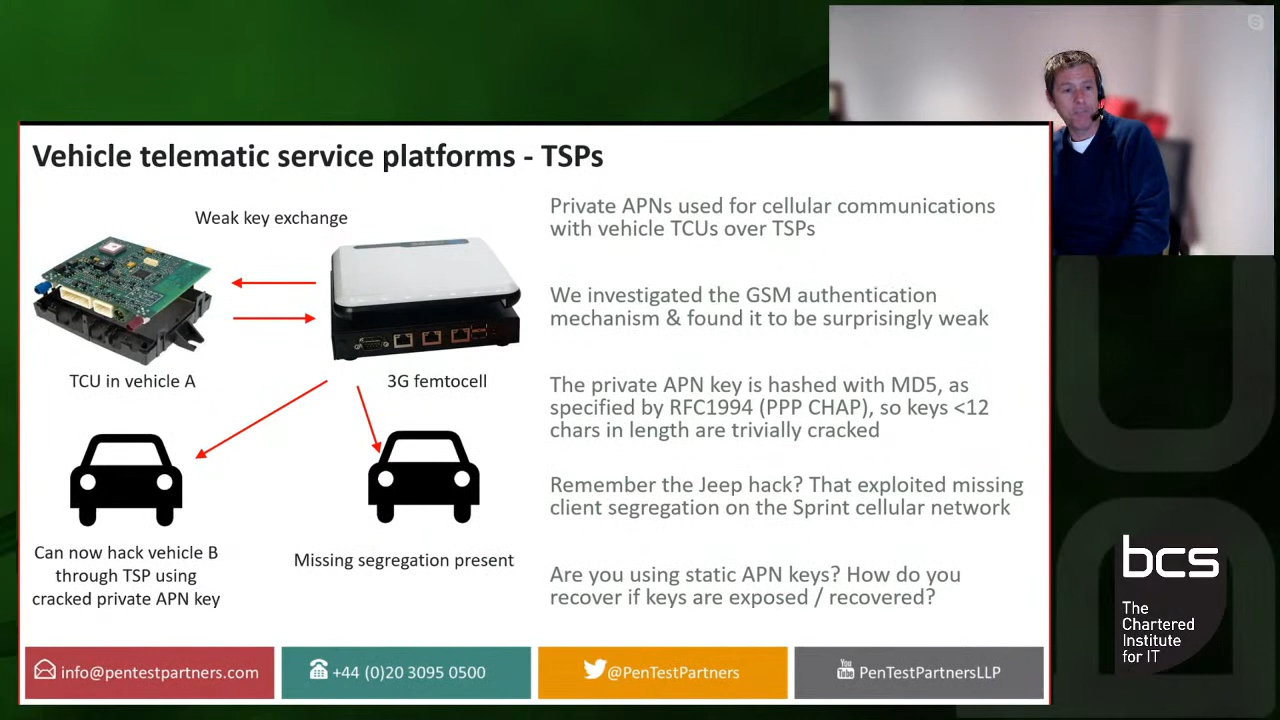 Vehicle telematic service platforms - TSPs
Weak key exchange
TCU in vehicle A
3G femtocell
Can now hack vehicle B
through TSP using
cracked private APN key
Missing segregation present
Private APNs used for cellular communications
with vehicle TCUs over TSPs
We investigated the GSM authentication
mechanism & found it to be surprisingly weak
The private APN key is hashed with MD5, as
specified by RFC1994 (PPP CHAP), so keys <12
chars in length are trivially cracked
Remember the Jeep hack? That exploited missing
client segregation on the Sprint cellular network
Are you using static APN keys? How do you
recover if keys are exposed / recovered?
info@pentestpartners.com
+44 (0)20 3095 0500
@PenTestPartners
You
Tube
PenTestPartnersLLP
bcs
The
Chartered
Institute
for IT